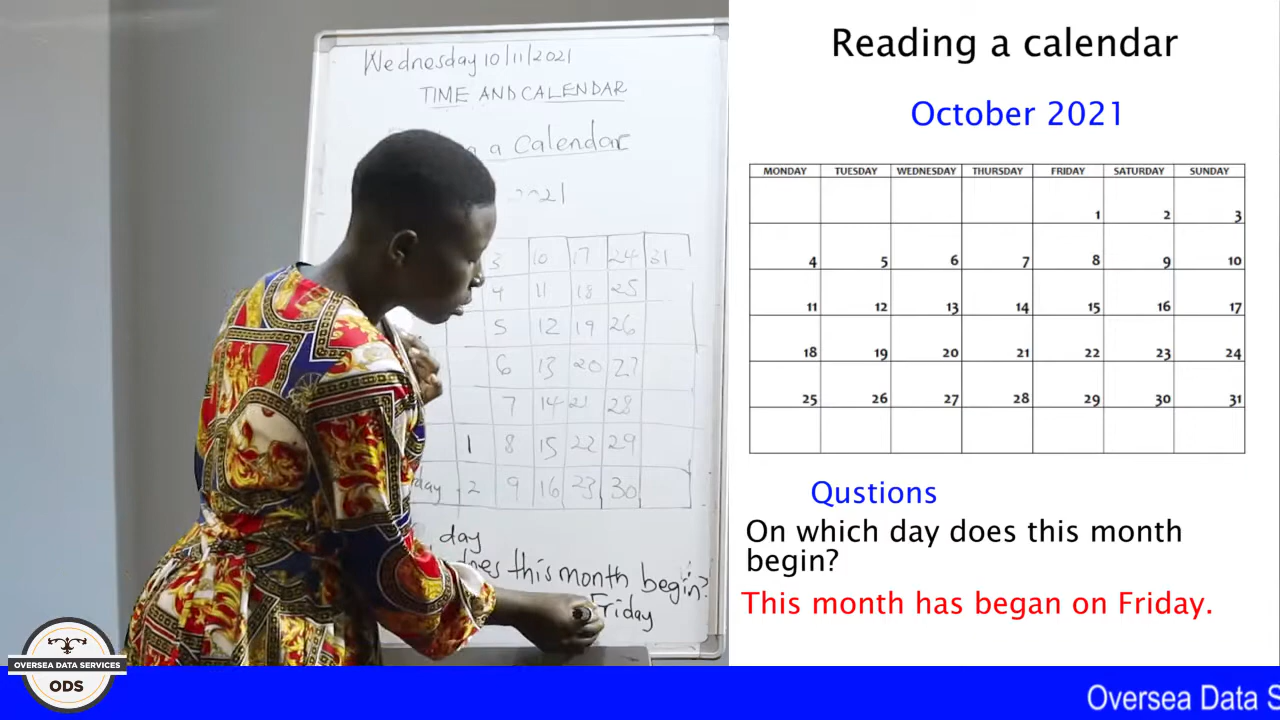 Wednesday 10/11/2021
TIME AND CALENDAR
a Calendar
2021
3 10 17 24 31
4 11 18 25
5 12 19 26
6 13 20 27
7 14 21 28
1 8 15 22 29
day 2 9 16 23 30
day
does this month begin?
Friday
Reading a calendar
October 2021
MONDAY TUESDAY WEDNESDAY THURSDAY FRIDAY SATURDAY SUNDAY
1 2 3
4 5 6 7 8 9 10
11 12 13 14 15 16 17
18 19 20 21 22 23 24
25 26 27 28 29 30 31
Qustions
On which day does this month
begin?
This month has began on Friday.
OVERSEA DATA SERVICES
ODS
Oversea Data S